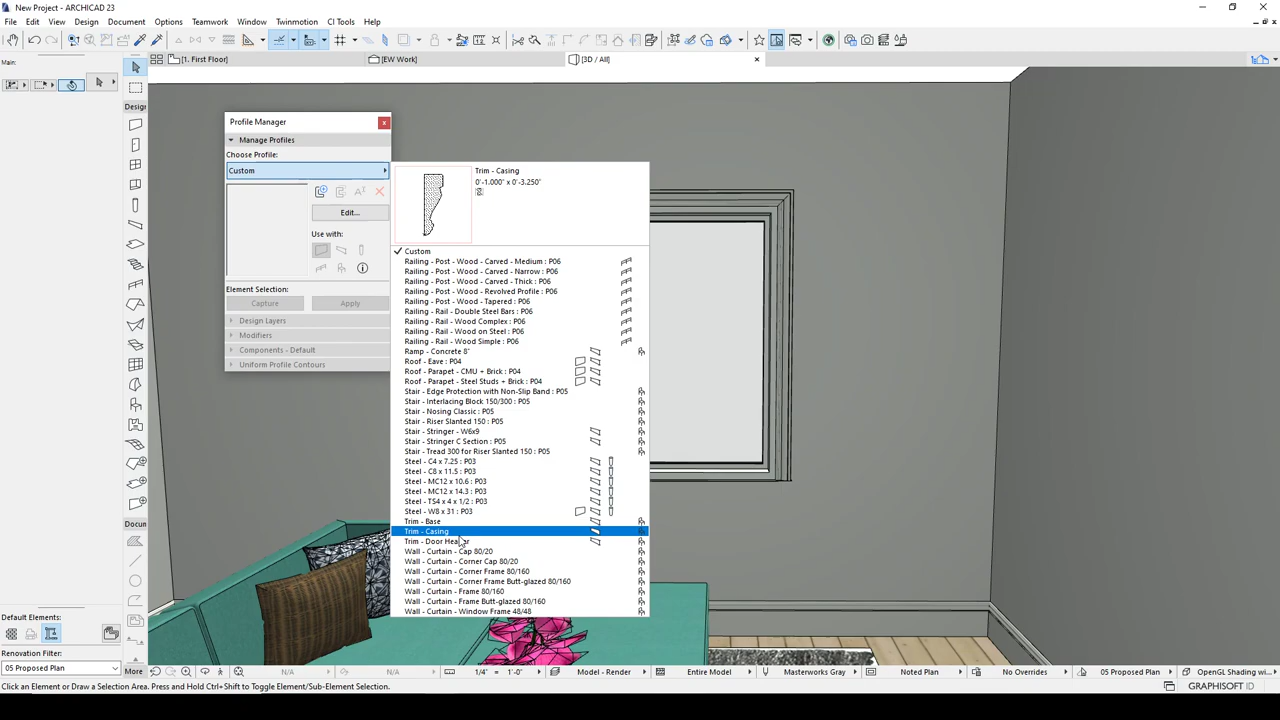 New Project - ARCHICAD 23
File Edit View Design Document Options Teamwork Window Twinmotion CI Tools Help
Main:
[1. First Floor]
[EW Work]
[3D / All]
Design
Profile Manager
Manage Profiles
Choose Profile:
Custom
Edit...
Use with:
Element Selection:
Capture Apply
Design Layers
Modifiers
Components - Default
Uniform Profile Contours
Trim - Casing
0'-1.000" x 0'-3.250"
Custom
Railing - Post - Wood - Carved - Medium : P06
Railing - Post - Wood - Carved - Narrow : P06
Railing - Post - Wood - Carved - Thick : P06
Railing - Post - Wood - Revolved Profile : P06
Railing - Post - Wood - Tapered : P06
Railing - Rail - Double Steel Bars : P06
Railing - Rail - Wood Complex : P06
Railing - Rail - Wood on Steel : P06
Railing - Rail - Wood Simple : P06
Ramp - Concrete 8"
Roof - Eave : P04
Roof - Parapet - CMU + Brick : P04
Roof - Parapet - Steel Studs + Brick : P04
Stair - Edge Protection with Non-Slip Band : P05
Stair - Interlacing Block 150/300 : P05
Stair - Nosing Classic : P05
Stair - Riser Slanted 150 : P05
Stair - Stringer - W6x9
Stair - Stringer C Section : P05
Stair - Tread 300 for Riser Slanted 150 : P05
Steel - C4 x 7.25 : P03
Steel - C8 x 11.5 : P03
Steel - MC12 x 10.6 : P03
Steel - MC12 x 14.3 : P03
Steel - TS4 x 4 x 1/2 : P03
Steel - W8 x 31 : P03
Trim - Base
Trim - Casing
Trim - Door Header
Wall - Curtain - Cap 80/20
Wall - Curtain - Corner Cap 80/20
Wall - Curtain - Corner Frame 80/160
Wall - Curtain - Corner Frame Butt-glazed 80/160
Wall - Curtain - Frame 80/160
Wall - Curtain - Frame Butt-glazed 80/160
Wall - Curtain - Window Frame 48/48
Docum
Default Elements:
Renovation Filter:
05 Proposed Plan
More
N/A N/A 1/4" = 1'-0" Model - Render Entire Model Masterworks Gray Noted Plan No Overrides 05 Proposed Plan OpenGL Shading wi...
Click an Element or Draw a Selection Area. Press and Hold Ctrl+Shift to Toggle Element/Sub-Element Selection.
GRAPHISOFT ID